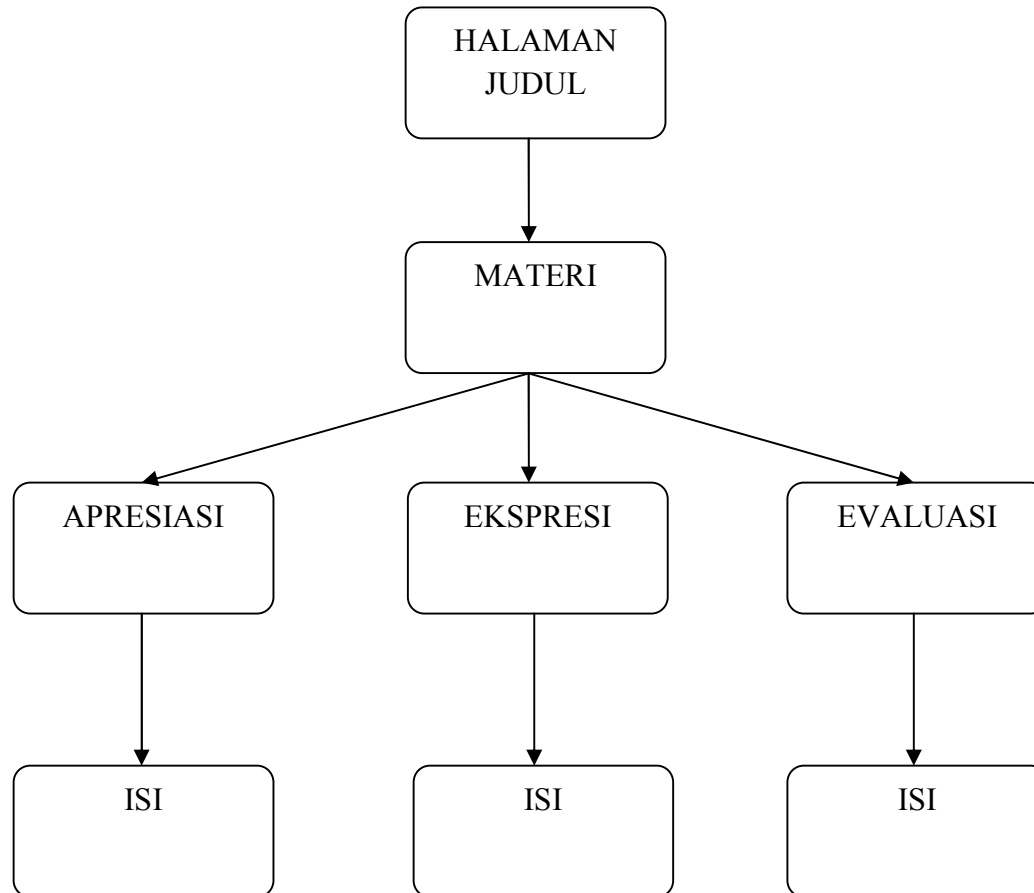 HALAMAN
JUDUL
MATERI
APRESIASI
EKSPRESI
EVALUASI
ISI
ISI
ISI